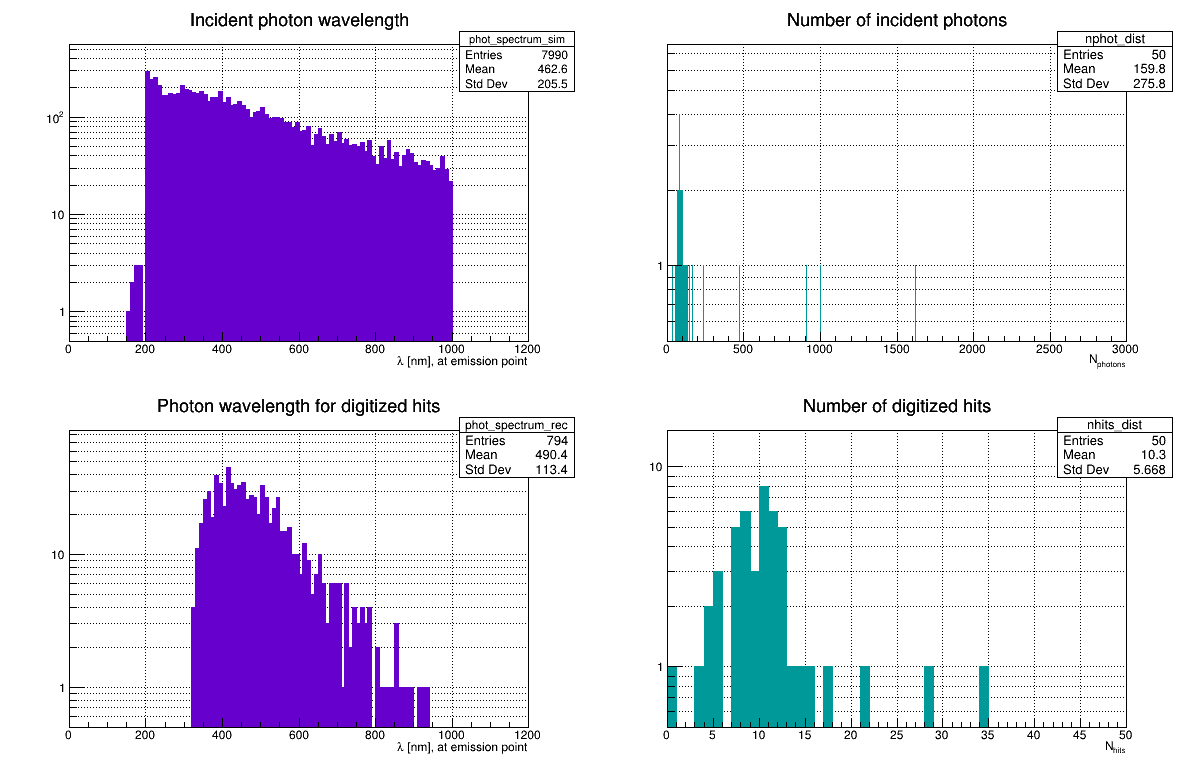 Incident photon wavelength
phot_spectrum_sim
Entries 7990
Mean 462.6
Std Dev 205.5
10²
10
1
0 200 400 600 800 1000 1200
λ [nm], at emission point
Number of incident photons
nphot_dist
Entries 50
Mean 159.8
Std Dev 275.8
1
0 500 1000 1500 2000 2500 3000
Nphotons
Photon wavelength for digitized hits
phot_spectrum_rec
Entries 794
Mean 490.4
Std Dev 113.4
10
1
0 200 400 600 800 1000 1200
λ [nm], at emission point
Number of digitized hits
nhits_dist
Entries 50
Mean 10.3
Std Dev 5.668
10
1
0 5 10 15 20 25 30 35 40 45 50
Nhits